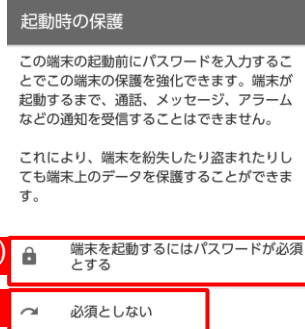 起動時の保護
この端末の起動前にパスワードを入力するこ
とでこの端末の保護を強化できます。端末が
起動するまで、通話、メッセージ、アラーム
などの通知を受信することはできません。
これにより、端末を紛失したり盗まれたりし
ても端末上のデータを保護することができま
す。
端末を起動するにはパスワードが必須
とする
必須としない